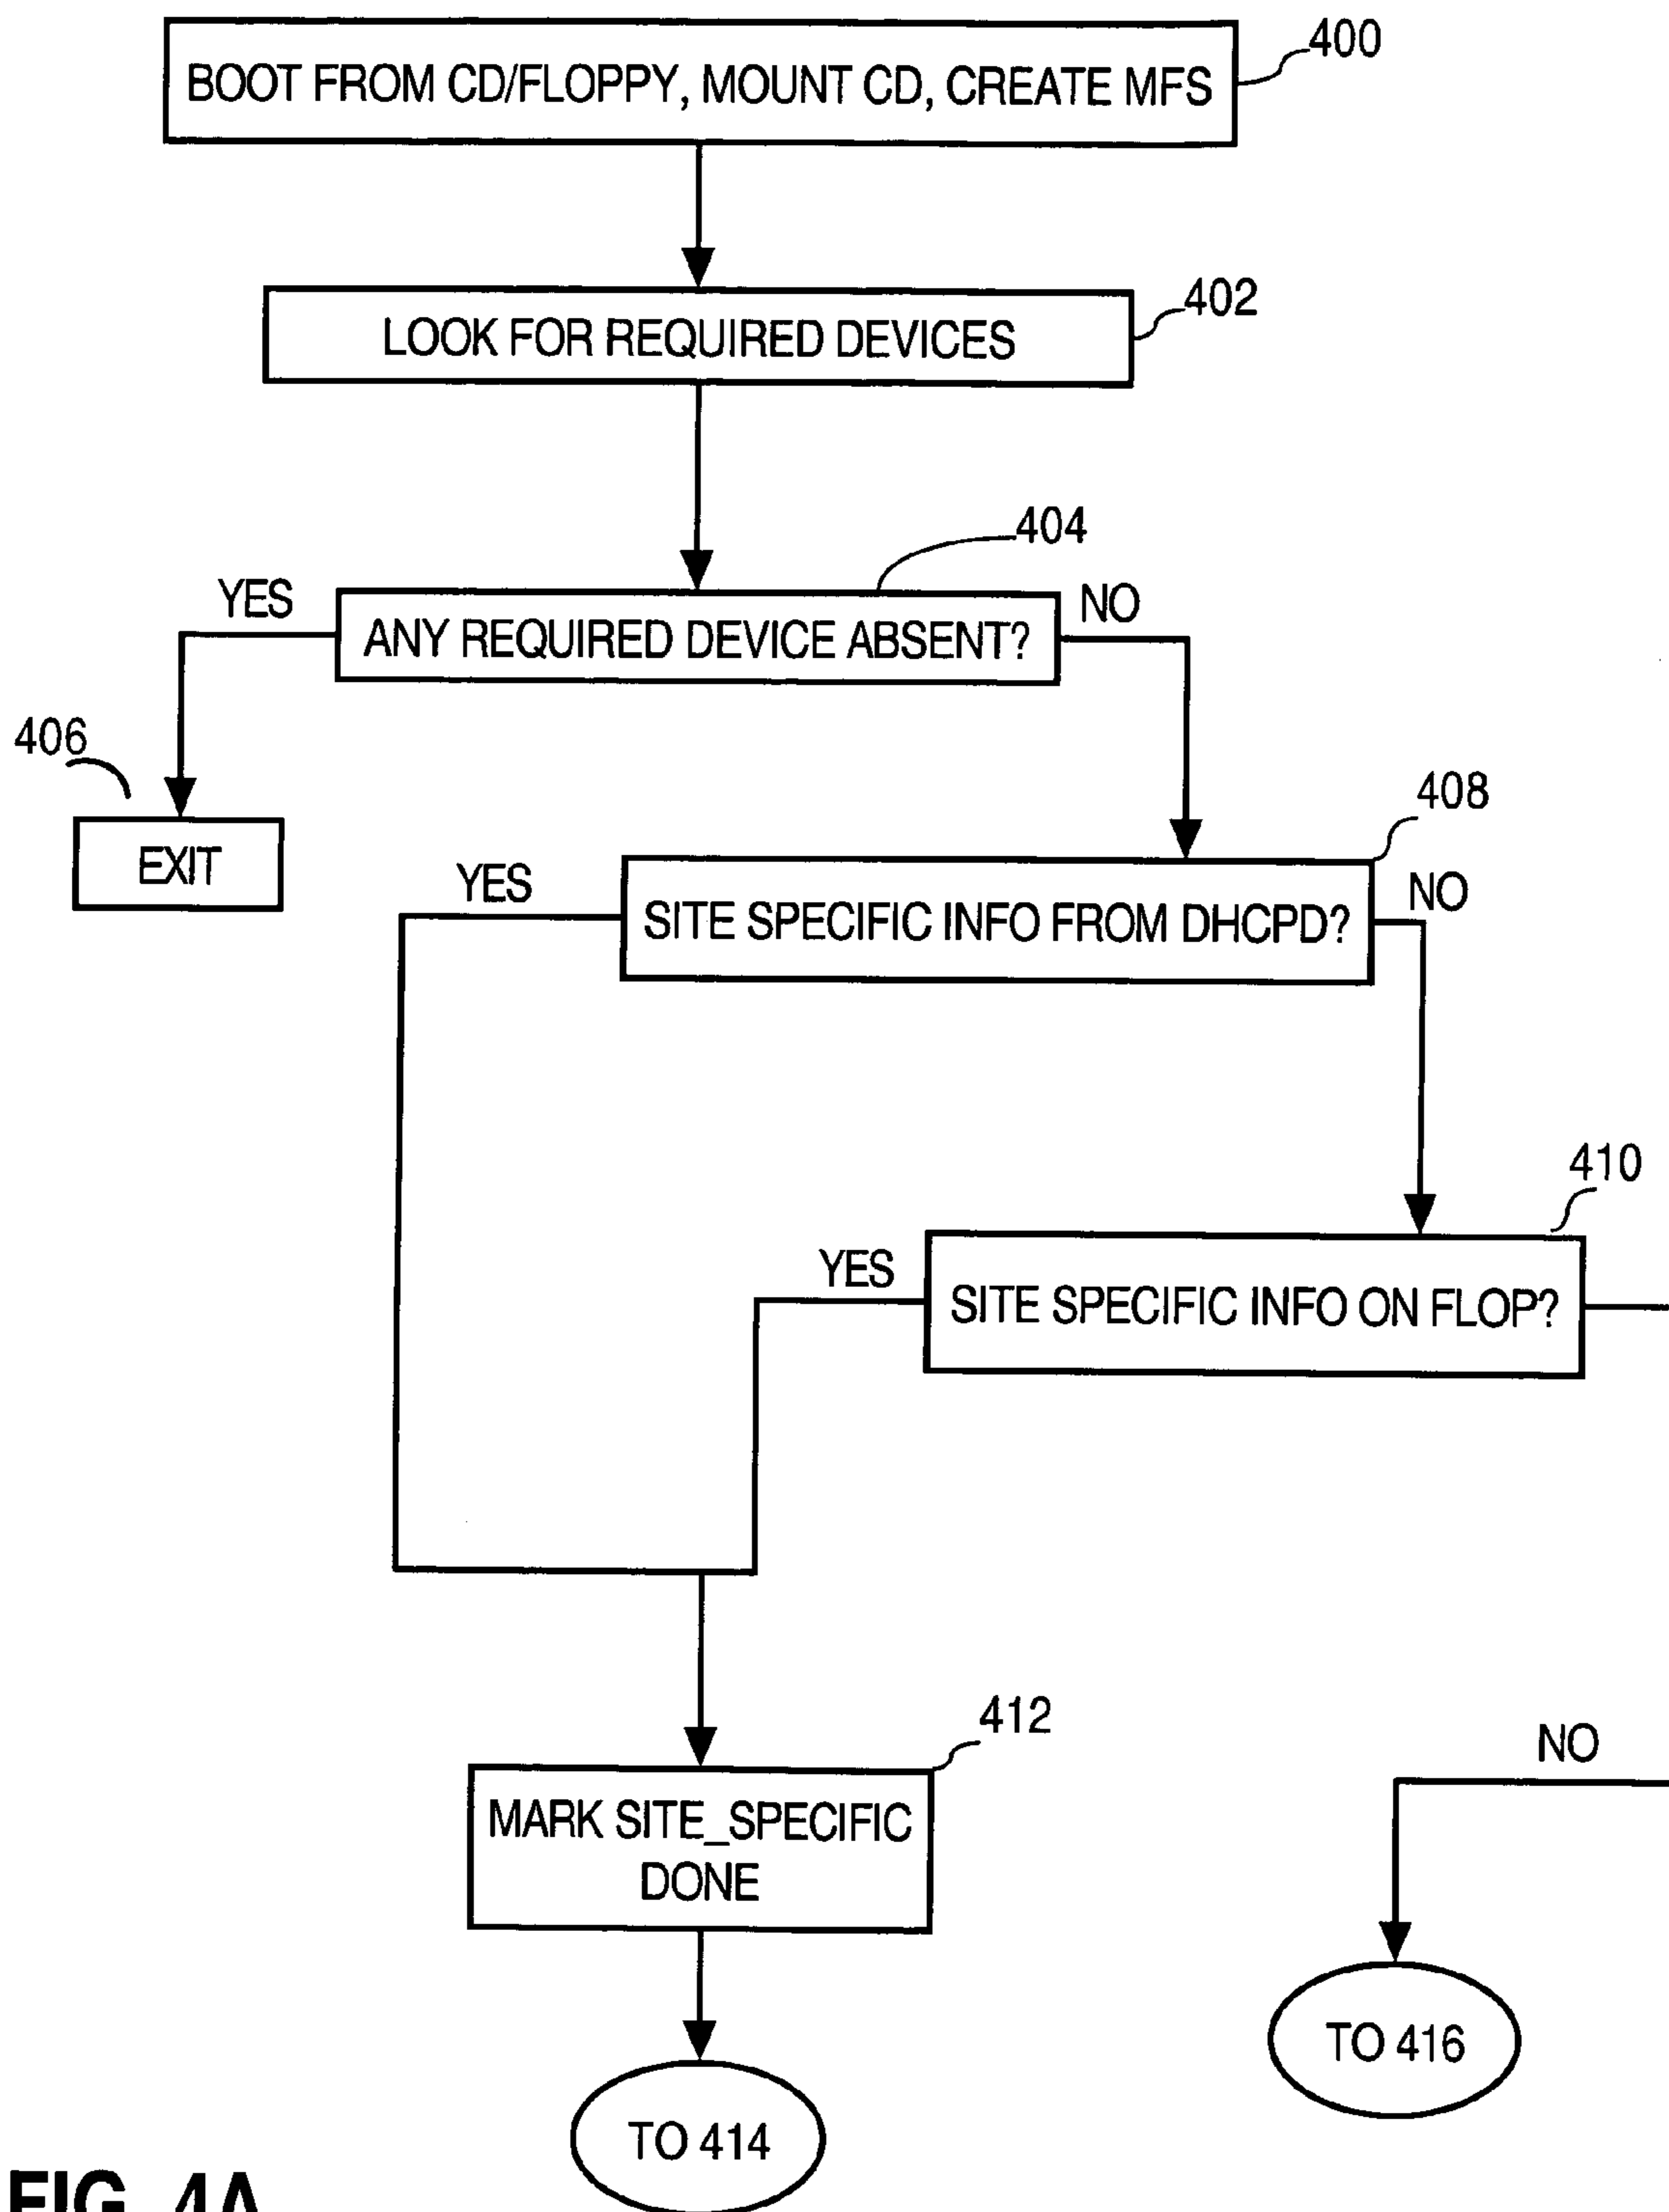 400
BOOT FROM CD/FLOPPY, MOUNT CD, CREATE MFS
402
LOOK FOR REQUIRED DEVICES
404
YES
NO
ANY REQUIRED DEVICE ABSENT?
406
EXIT
408
YES
NO
SITE SPECIFIC INFO FROM DHCPD?
410
YES
SITE SPECIFIC INFO ON FLOP?
412
NO
MARK SITE_SPECIFIC
DONE
TO 416
TO 414
FIG. 4A